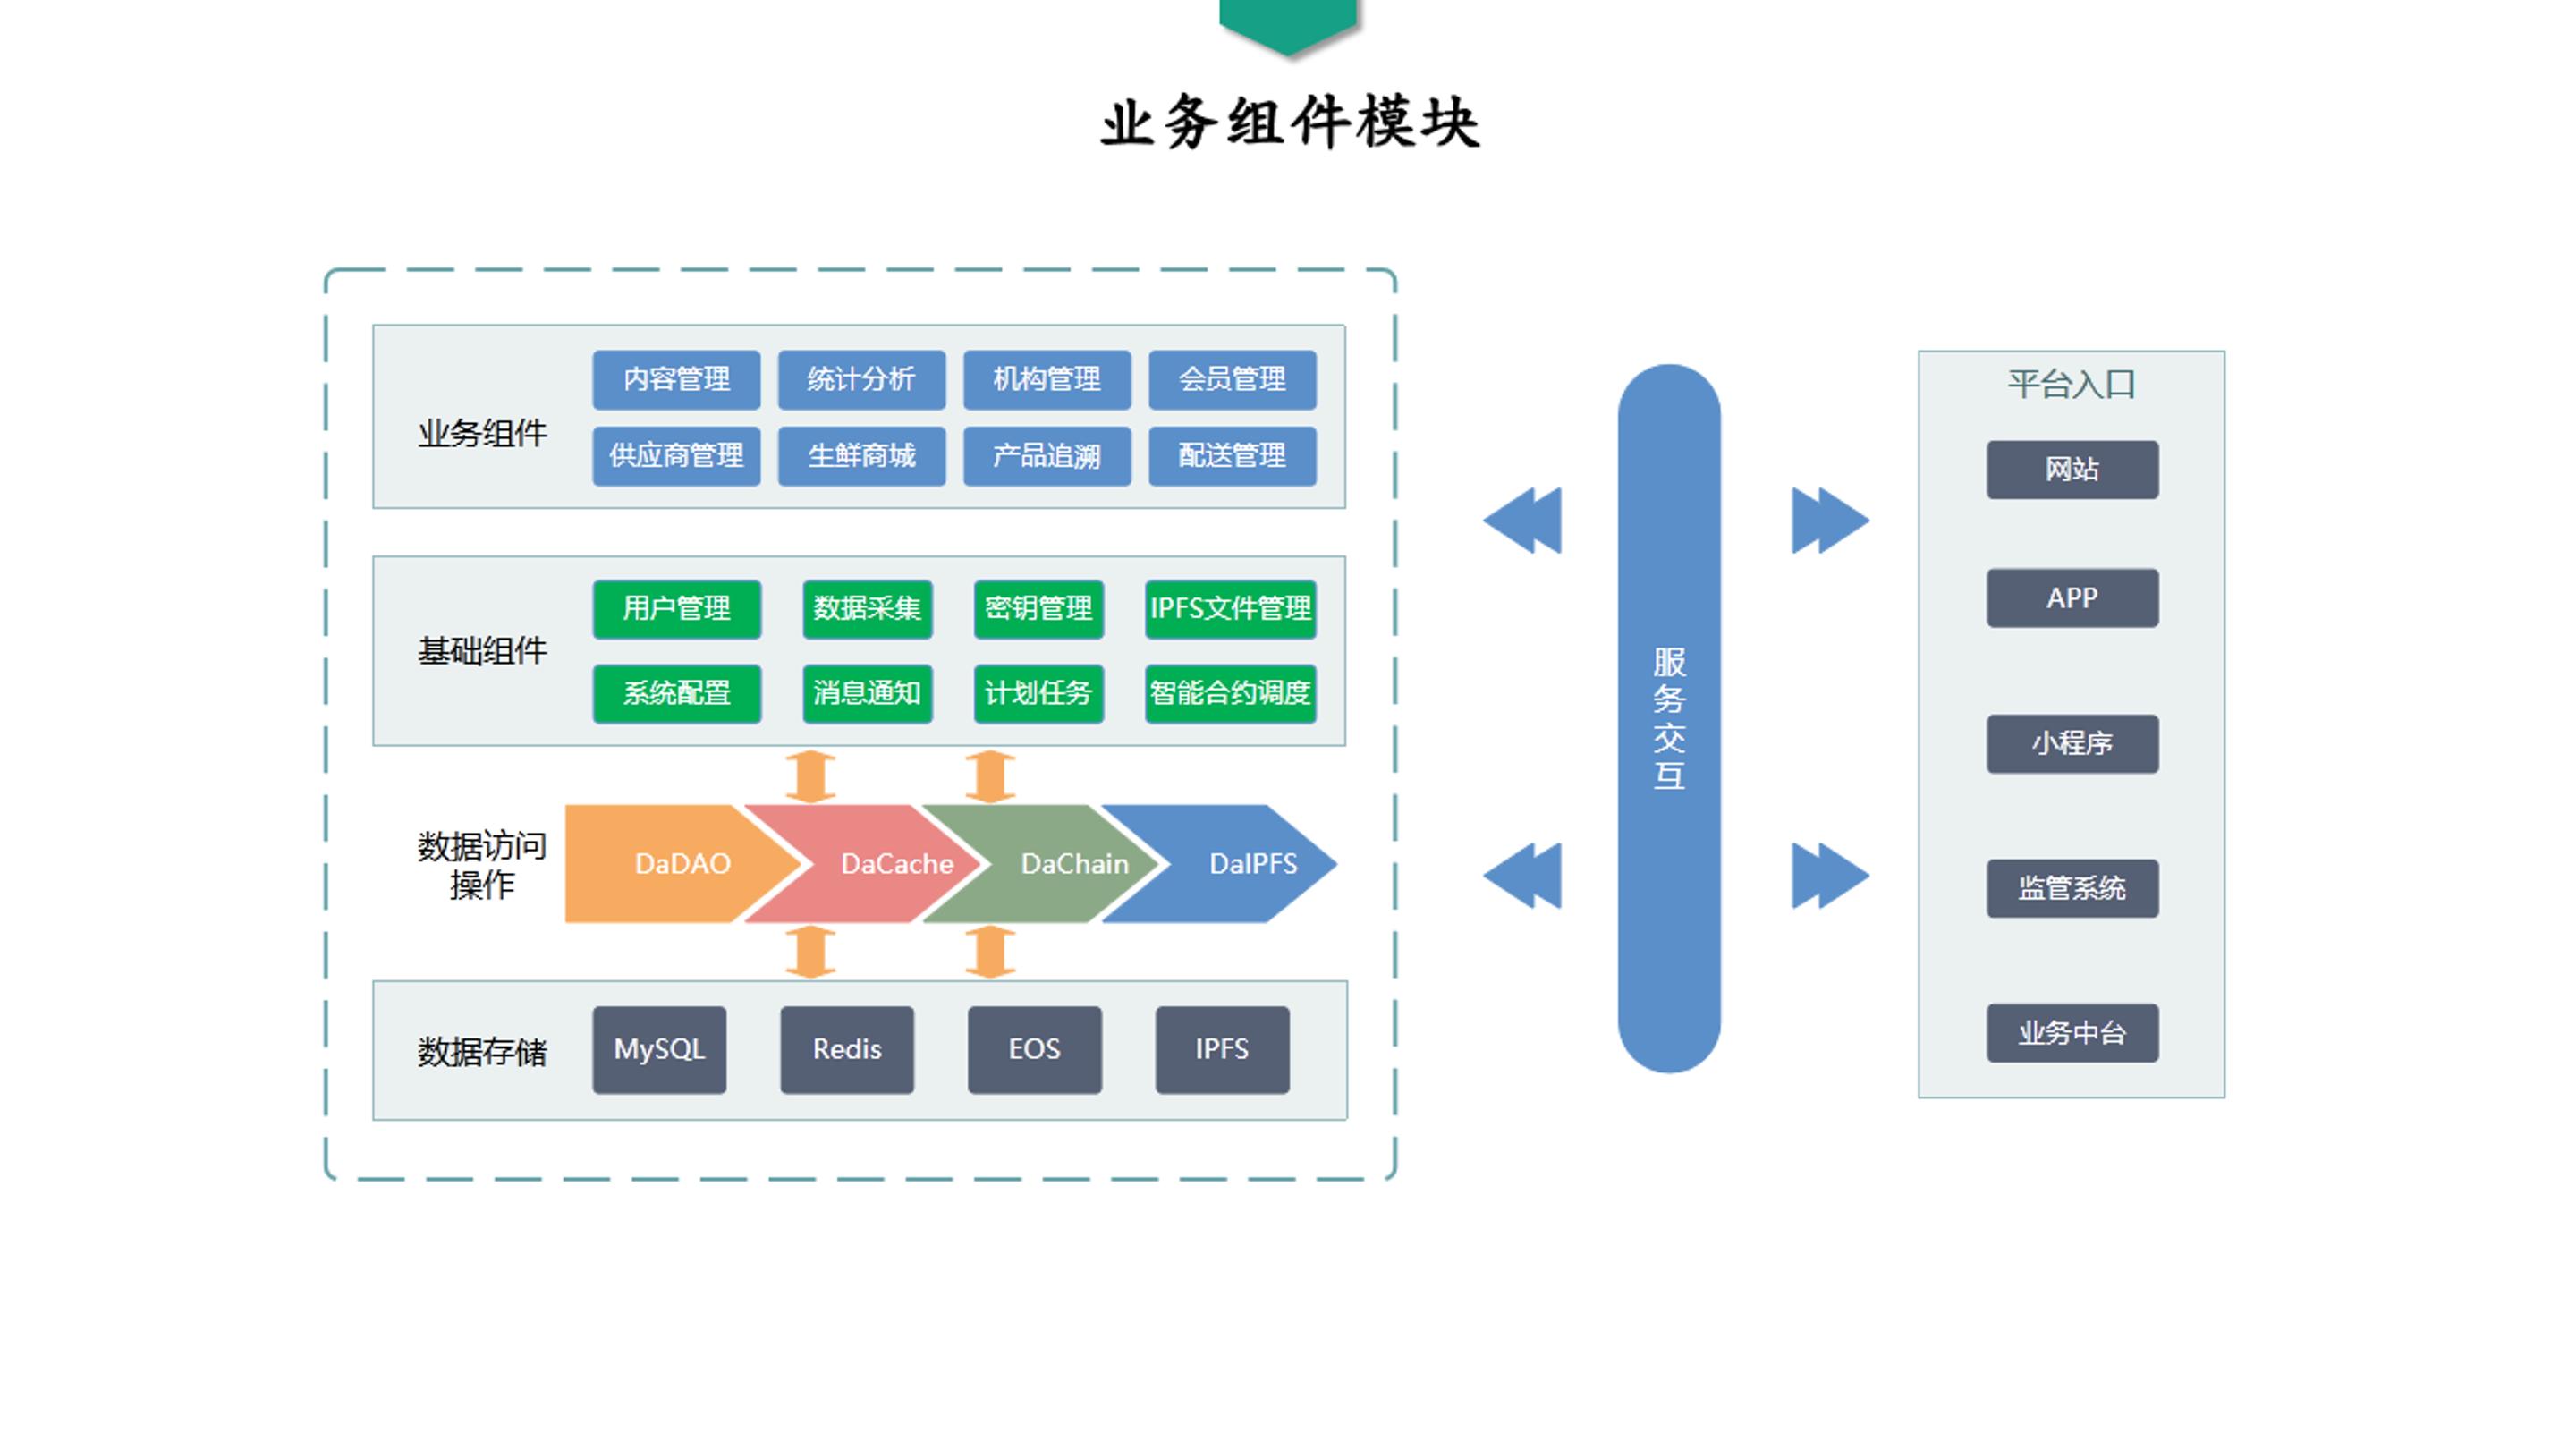 业务组件模块
业务组件
内容管理
统计分析
机构管理
会员管理
供应商管理
生鲜商城
产品追溯
配送管理
基础组件
用户管理
数据采集
密钥管理
IPFS文件管理
系统配置
消息通知
计划任务
智能合约调度
数据访问
操作
DaDAO
DaCache
DaChain
DaIPFS
数据存储
MySQL
Redis
EOS
IPFS
服务交互
平台入口
网站
APP
小程序
监管系统
业务中台